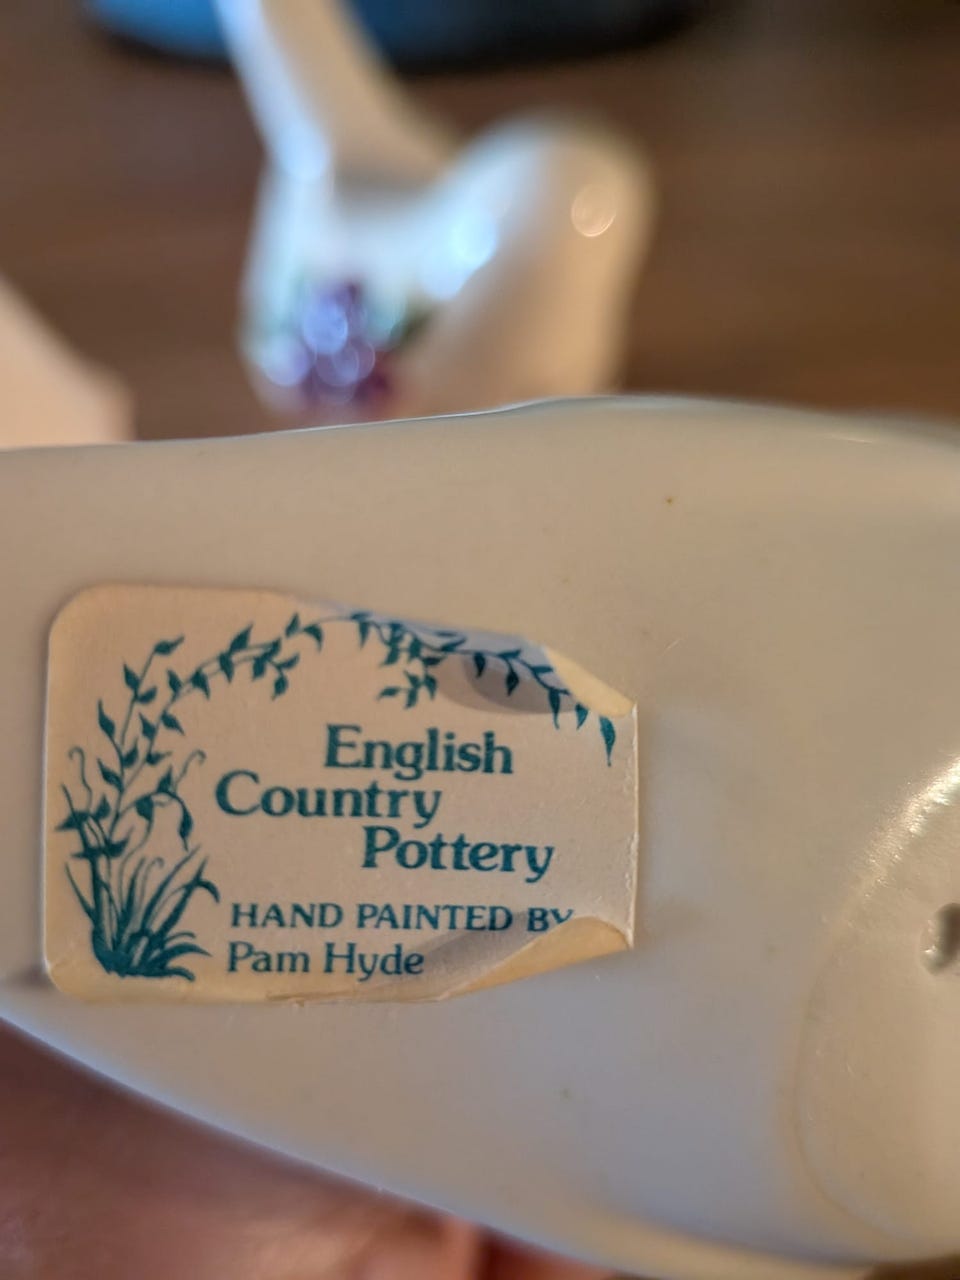 English
Country
Pottery
HAND PAINTED BY
Pam Hyde